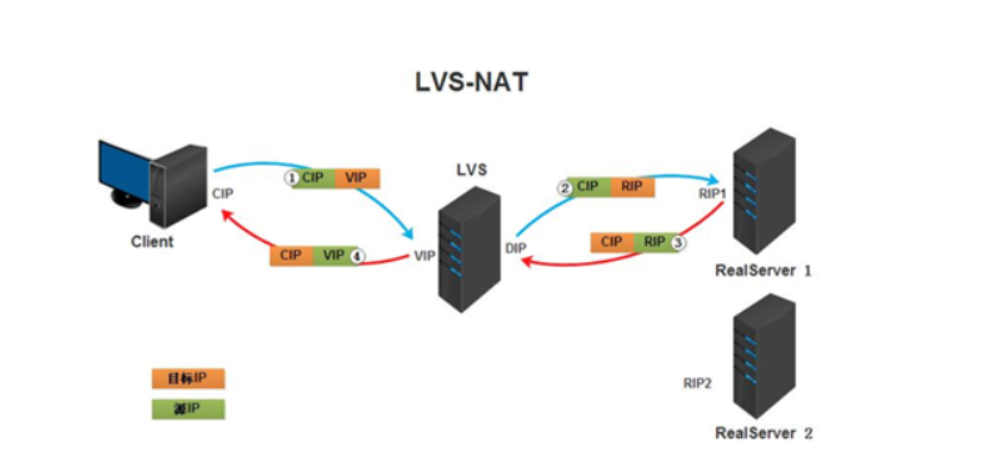 LVS-NAT
LVS
① CIP VIP
② CIP RIP
CIP
RIP1
Client
CIP VIP ④
VIP
DIP
CIP RIP ③
RealServer 1
目标IP
源IP
RIP2
RealServer 2